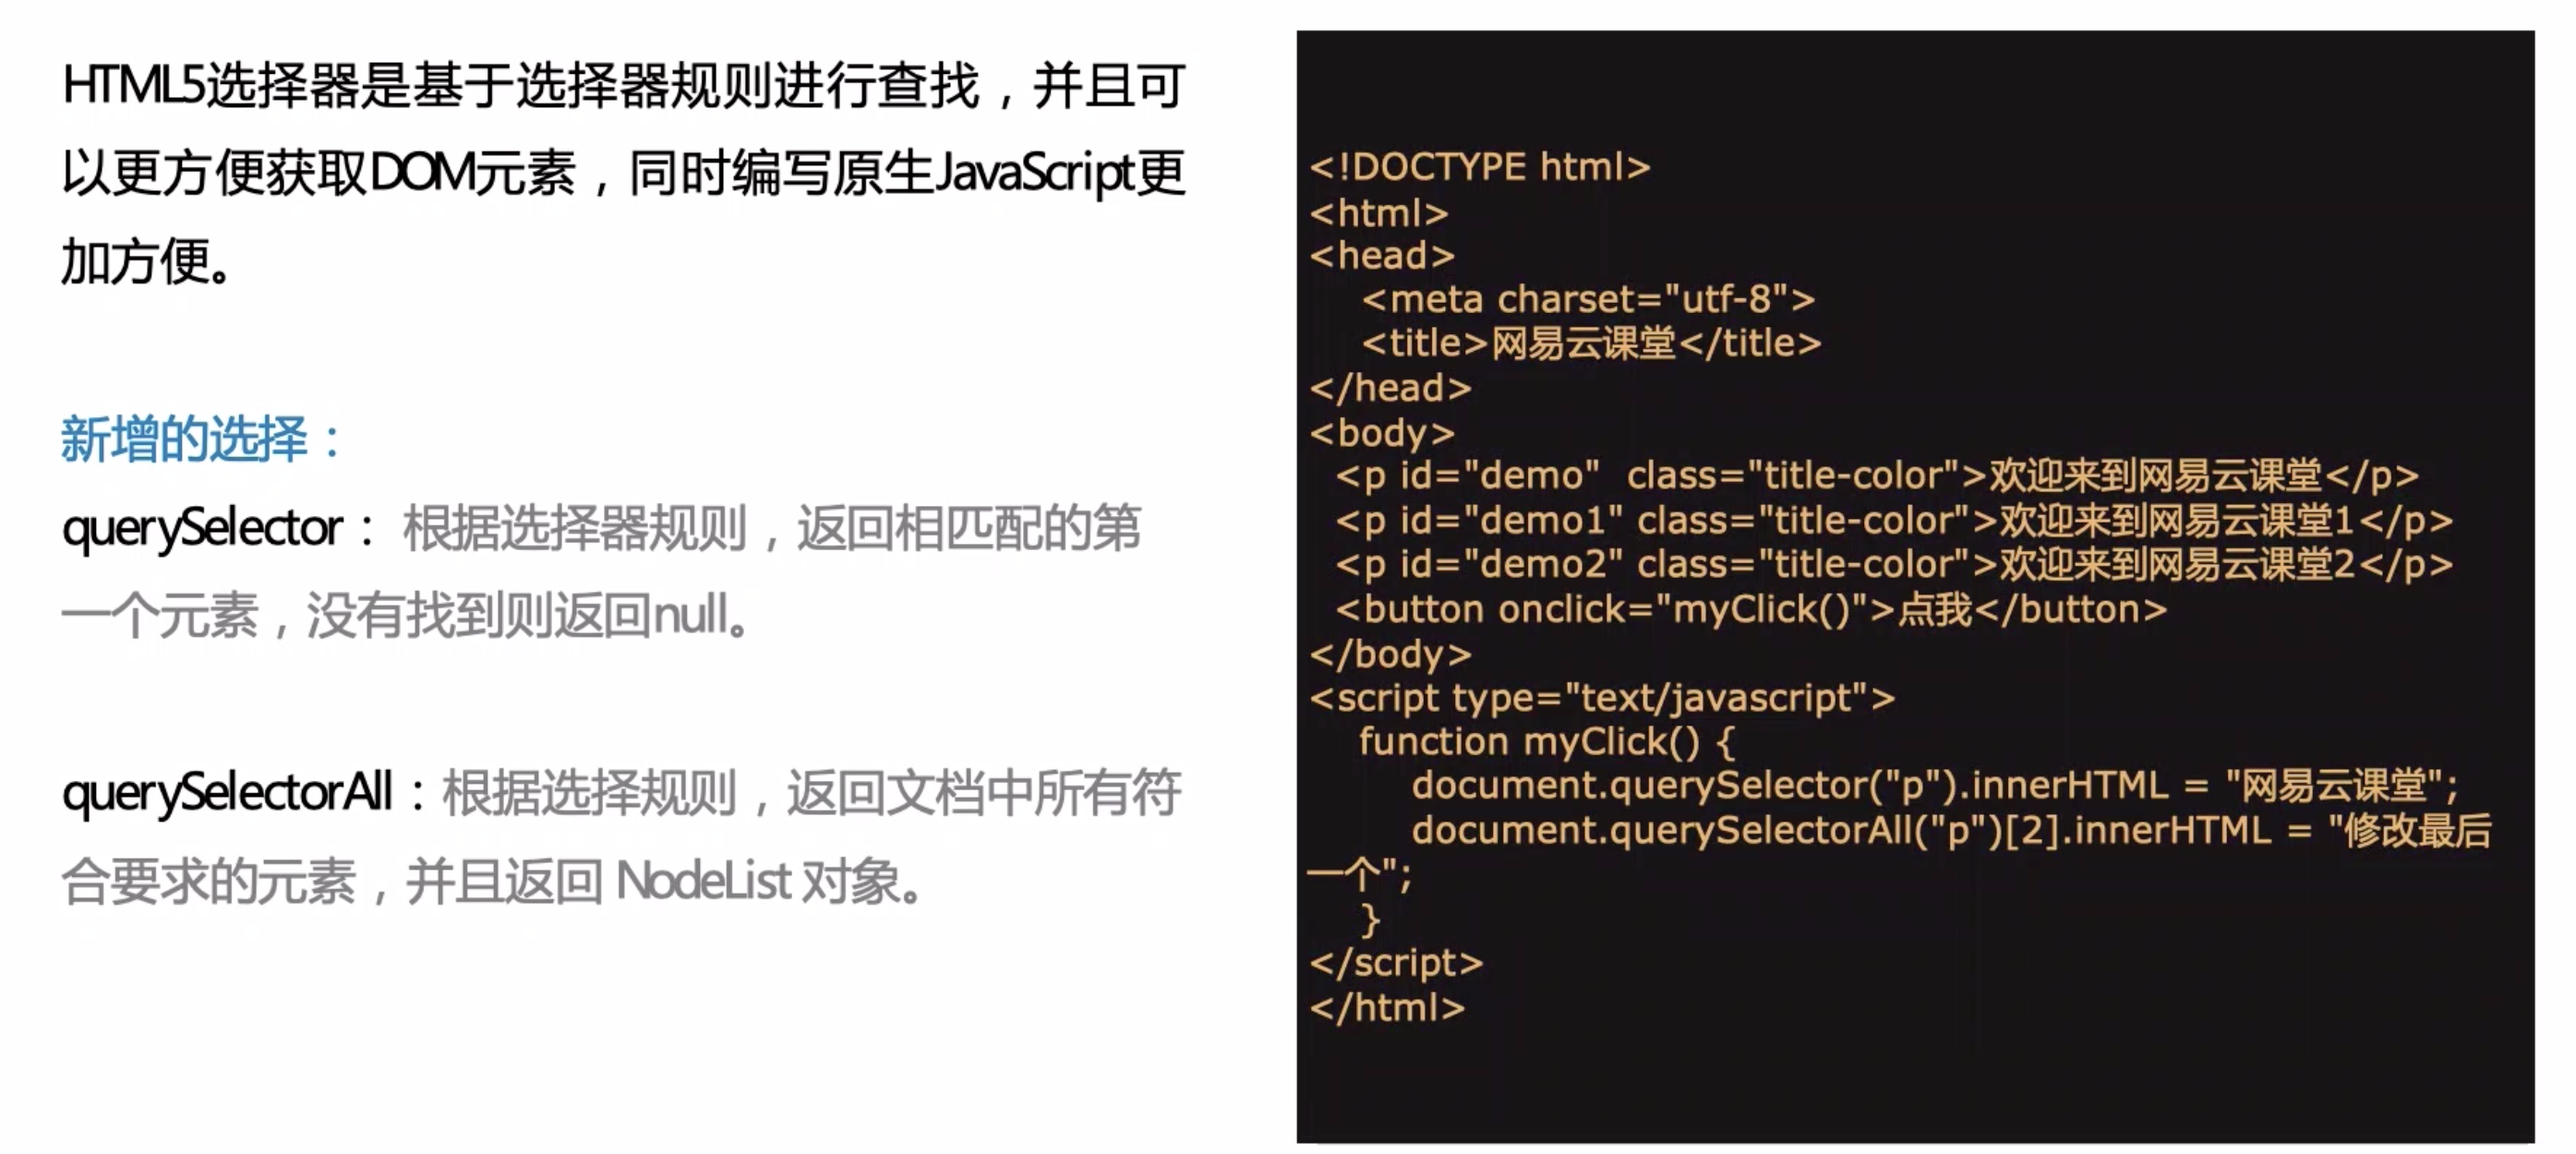 HTML5选择器是基于选择器规则进行查找，并且可
以更方便获取DOM元素，同时编写原生JavaScript更
加方便。
新增的选择：
querySelector： 根据选择器规则，返回相匹配的第
一个元素，没有找到则返回null。
querySelectorAll：根据选择规则，返回文档中所有符
合要求的元素，并且返回 NodeList 对象。
<!DOCTYPE html>
<html>
<head>
    <meta charset="utf-8">
    <title>网易云课堂</title>
</head>
<body>
  <p id="demo"  class="title-color">欢迎来到网易云课堂</p>
  <p id="demo1" class="title-color">欢迎来到网易云课堂1</p>
  <p id="demo2" class="title-color">欢迎来到网易云课堂2</p>
  <button onclick="myClick()">点我</button>
</body>
<script type="text/javascript">
    function myClick() {
        document.querySelector("p").innerHTML = "网易云课堂";
        document.querySelectorAll("p")[2].innerHTML = "修改最后
一个";
    }
</script>
</html>